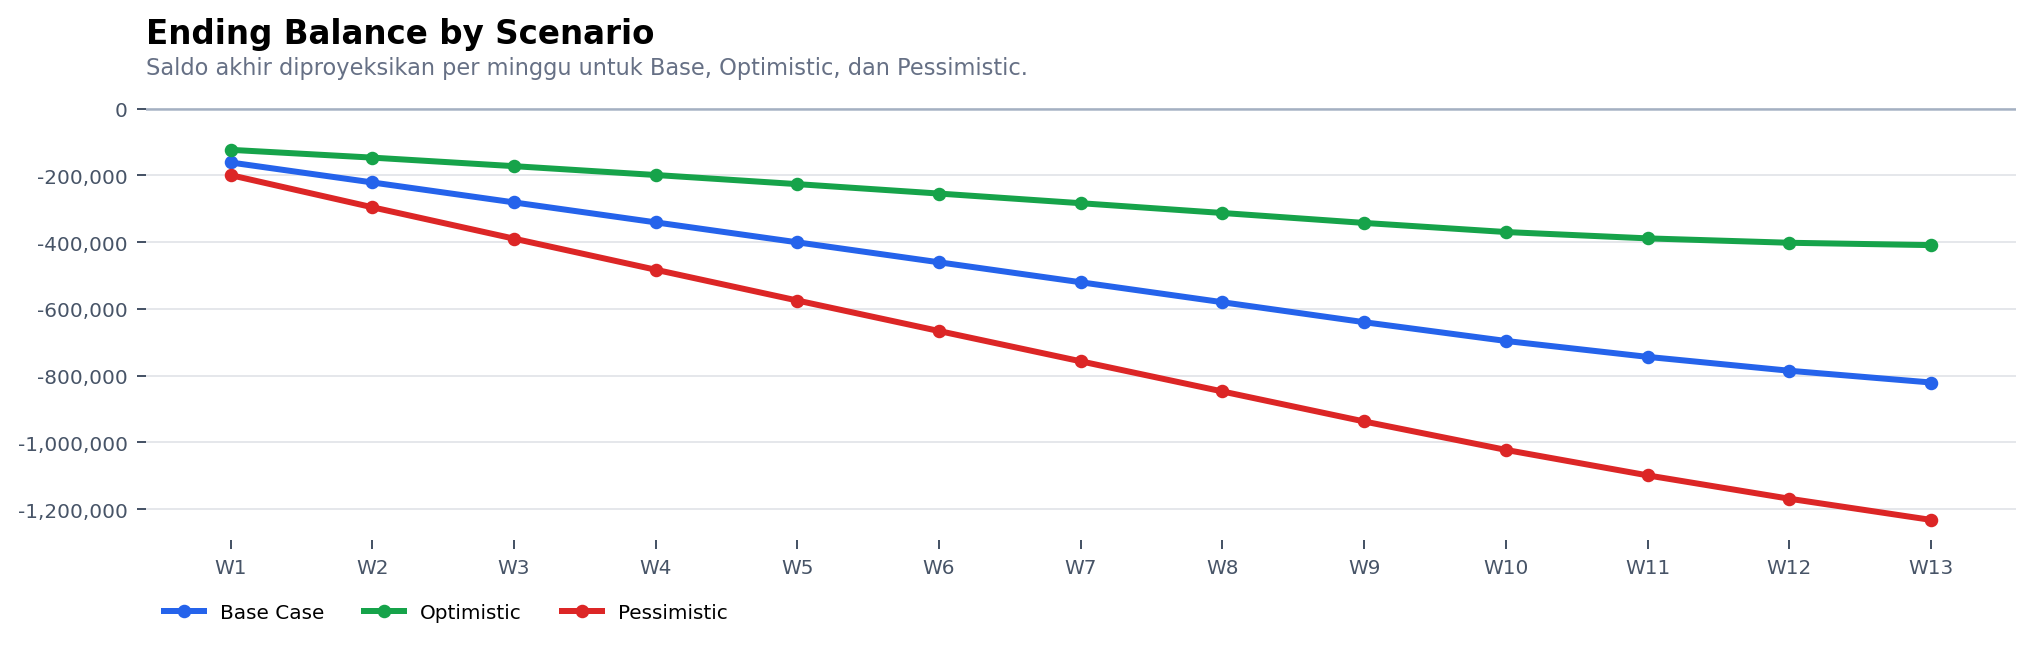 Ending Balance by Scenario
Saldo akhir diproyeksikan per minggu untuk Base, Optimistic, dan Pessimistic.
0
-200,000
-400,000
-600,000
-800,000
-1,000,000
-1,200,000
W1 W2 W3 W4 W5 W6 W7 W8 W9 W10 W11 W12 W13
Base Case Optimistic Pessimistic